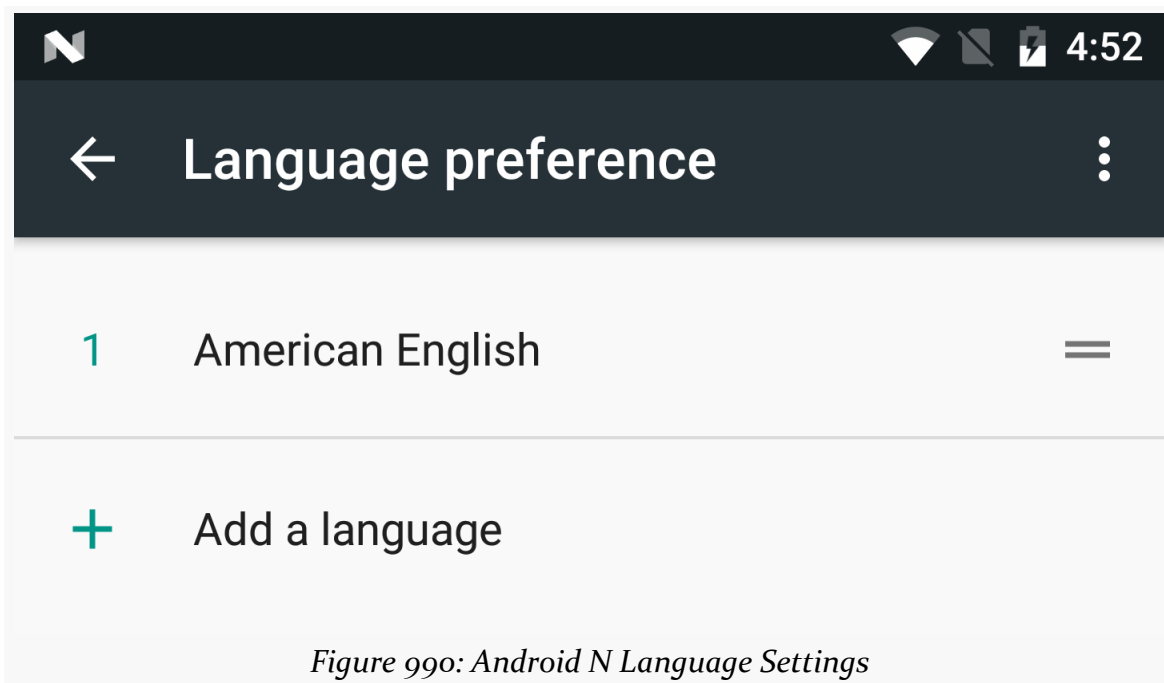 4:52
Language preference
1 American English
Add a language
Figure 990: Android N Language Settings